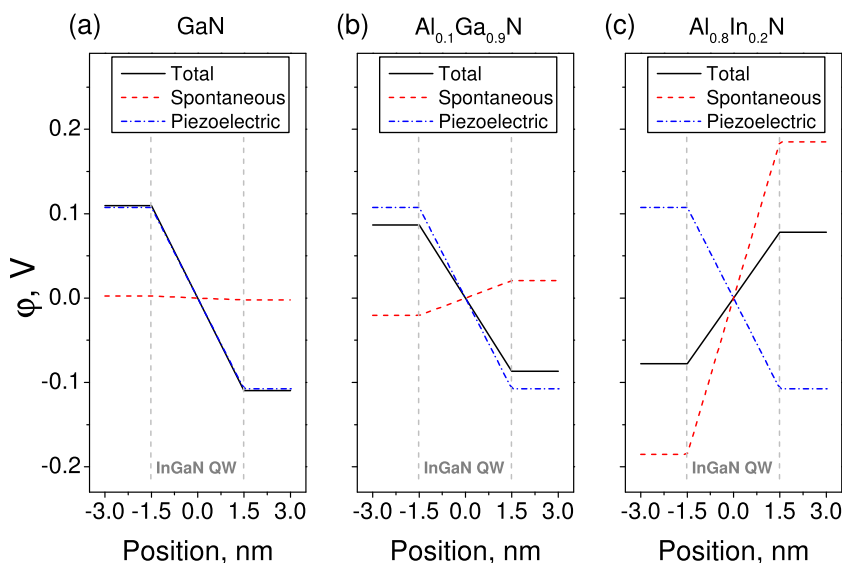 (a) GaN
(b) Al0.1Ga0.9N
(c) Al0.8In0.2N
Total
Spontaneous
Piezoelectric
Total
Spontaneous
Piezoelectric
Total
Spontaneous
Piezoelectric
φ, V
0.2
0.1
0.0
-0.1
-0.2
InGaN QW
InGaN QW
InGaN QW
-3.0 -1.5 0.0 1.5 3.0
-3.0 -1.5 0.0 1.5 3.0
-3.0 -1.5 0.0 1.5 3.0
Position, nm
Position, nm
Position, nm